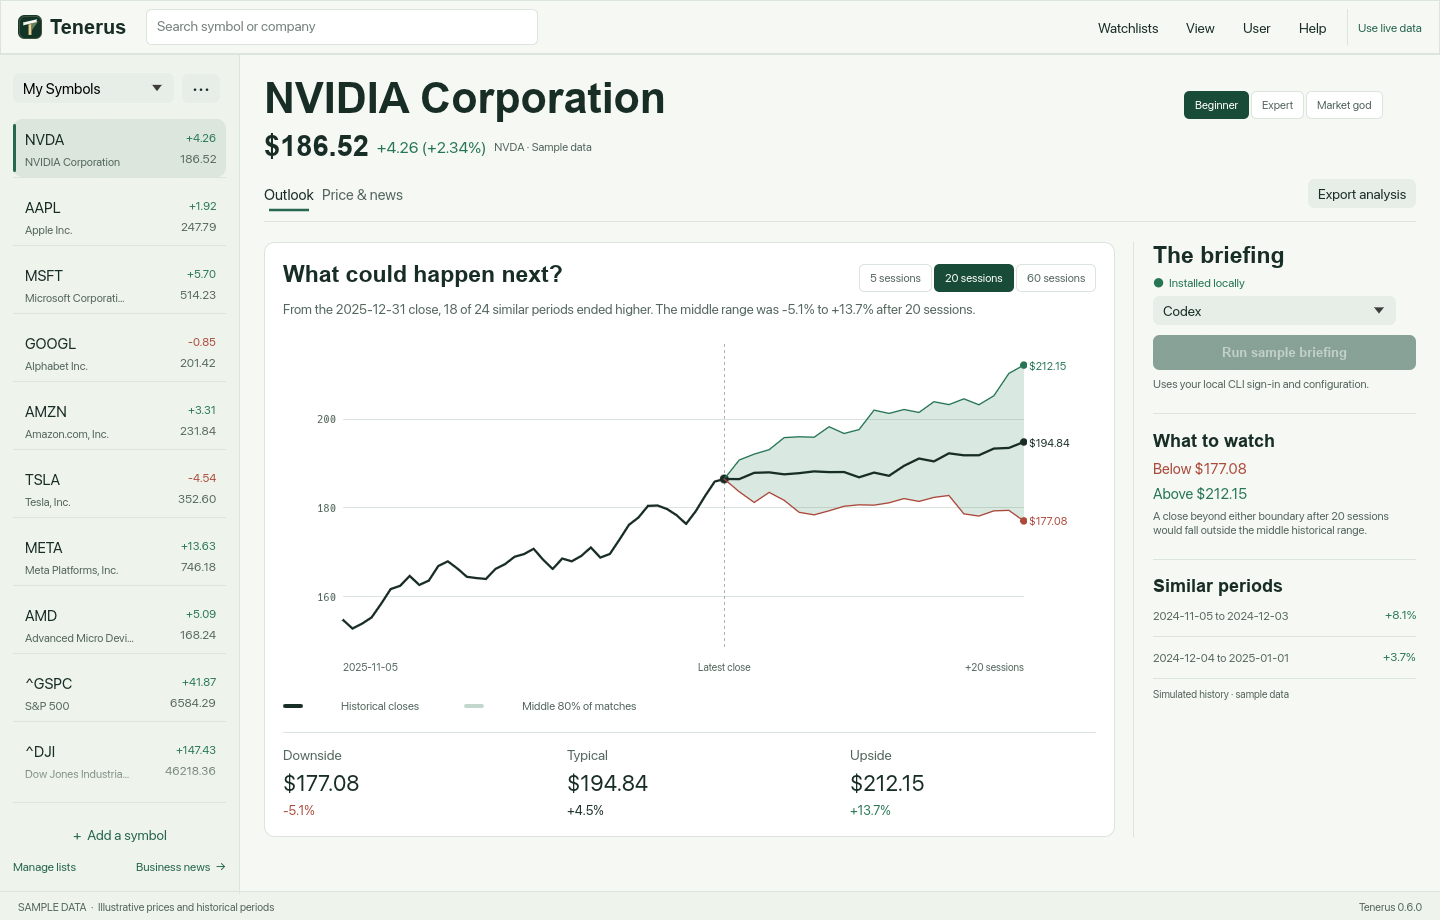 Tenerus
Search symbol or company
Watchlists
View
User
Help
Use live data
My Symbols
...
NVDA +4.26
NVIDIA Corporation 186.52
AAPL +1.92
Apple Inc. 247.79
MSFT +5.70
Microsoft Corporati... 514.23
GOOGL -0.85
Alphabet Inc. 201.42
AMZN +3.31
Amazon.com, Inc. 231.84
TSLA -4.54
Tesla, Inc. 352.60
META +13.63
Meta Platforms, Inc. 746.18
AMD +5.09
Advanced Micro Devi... 168.24
^GSPC +41.87
S&P 500 6584.29
^DJI +147.43
Dow Jones Industria... 46218.36
+ Add a symbol
Manage lists
Business news →
NVIDIA Corporation
$186.52 +4.26 (+2.34%) NVDA · Sample data
Beginner
Expert
Market god
Outlook
Price & news
Export analysis
What could happen next?
5 sessions
20 sessions
60 sessions
From the 2025-12-31 close, 18 of 24 similar periods ended higher. The middle range was -5.1% to +13.7% after 20 sessions.
$212.15
200
$194.84
180
$177.08
160
2025-11-05
Latest close
+20 sessions
Historical closes
Middle 80% of matches
Downside
$177.08
-5.1%
Typical
$194.84
+4.5%
Upside
$212.15
+13.7%
The briefing
Installed locally
Codex
Run sample briefing
Uses your local CLI sign-in and configuration.
What to watch
Below $177.08
Above $212.15
A close beyond either boundary after 20 sessions
would fall outside the middle historical range.
Similar periods
2024-11-05 to 2024-12-03 +8.1%
2024-12-04 to 2025-01-01 +3.7%
Simulated history · sample data
SAMPLE DATA · Illustrative prices and historical periods
Tenerus 0.6.0